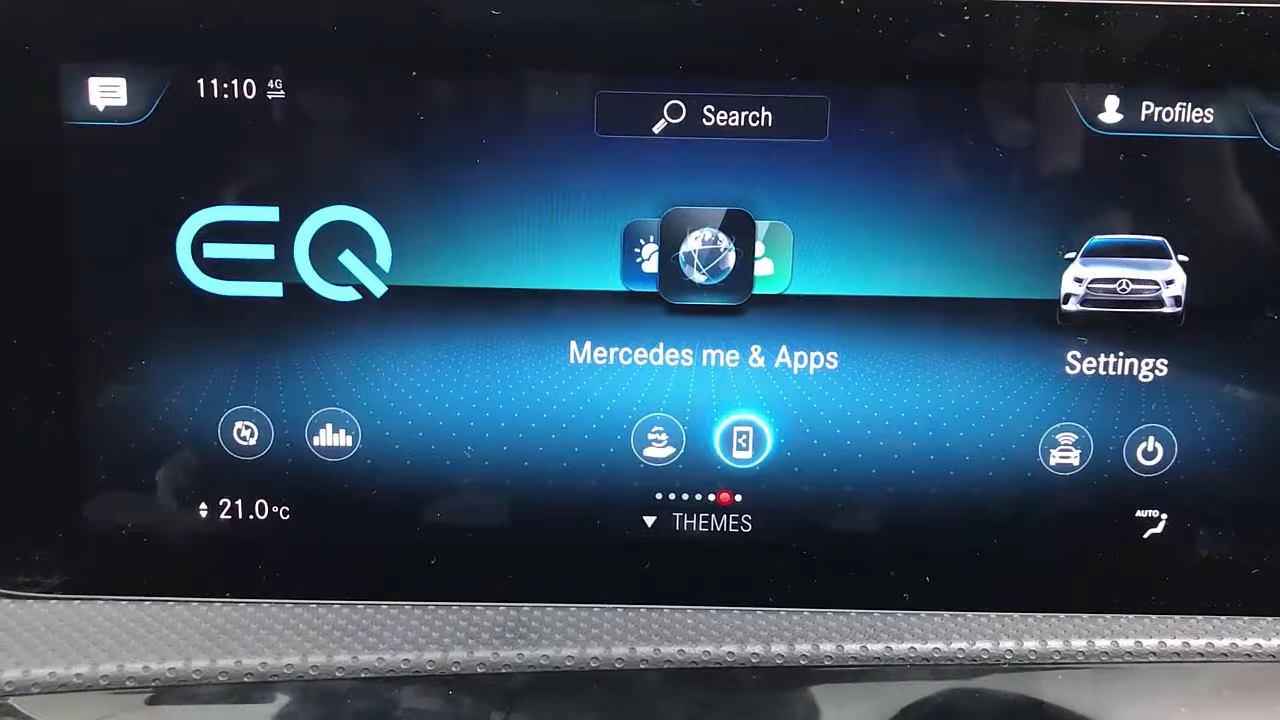 11:10 4G
Search
Profiles
EQ
Mercedes me & Apps
Settings
21.0°C
THEMES
AUTO